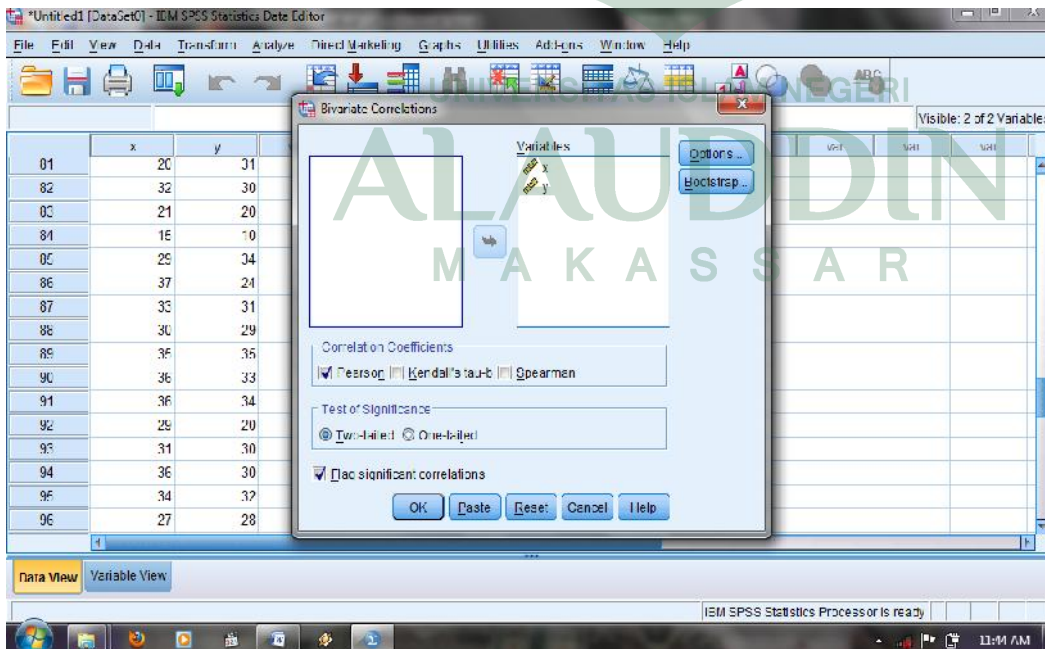 *Untitled1 [DataSet0] - IBM SPSS Statistics Data Editor
File Edit View Data Transform Analyze Direct Marketing Graphs Utilities Add-ons Window Help
UNIVERSITAS ISLAM NEGERI
ALAUDDIN
MAKASSAR
Visible: 2 of 2 Variables
x y var var var
81 20 31
82 32 30
83 21 20
84 15 10
85 29 34
86 37 24
87 33 31
88 30 29
89 35 35
90 36 33
91 36 34
92 29 20
93 31 30
94 36 30
95 34 32
96 27 28
Bivariate Correlations
Variables
x
y
Options...
Bootstrap...
Correlation Coefficients
Pearson Kendall's tau-b Spearman
Test of Significance
Two-tailed One-tailed
Flag significant correlations
OK Paste Reset Cancel Help
Data View Variable View
IBM SPSS Statistics Processor is ready
11:44 AM